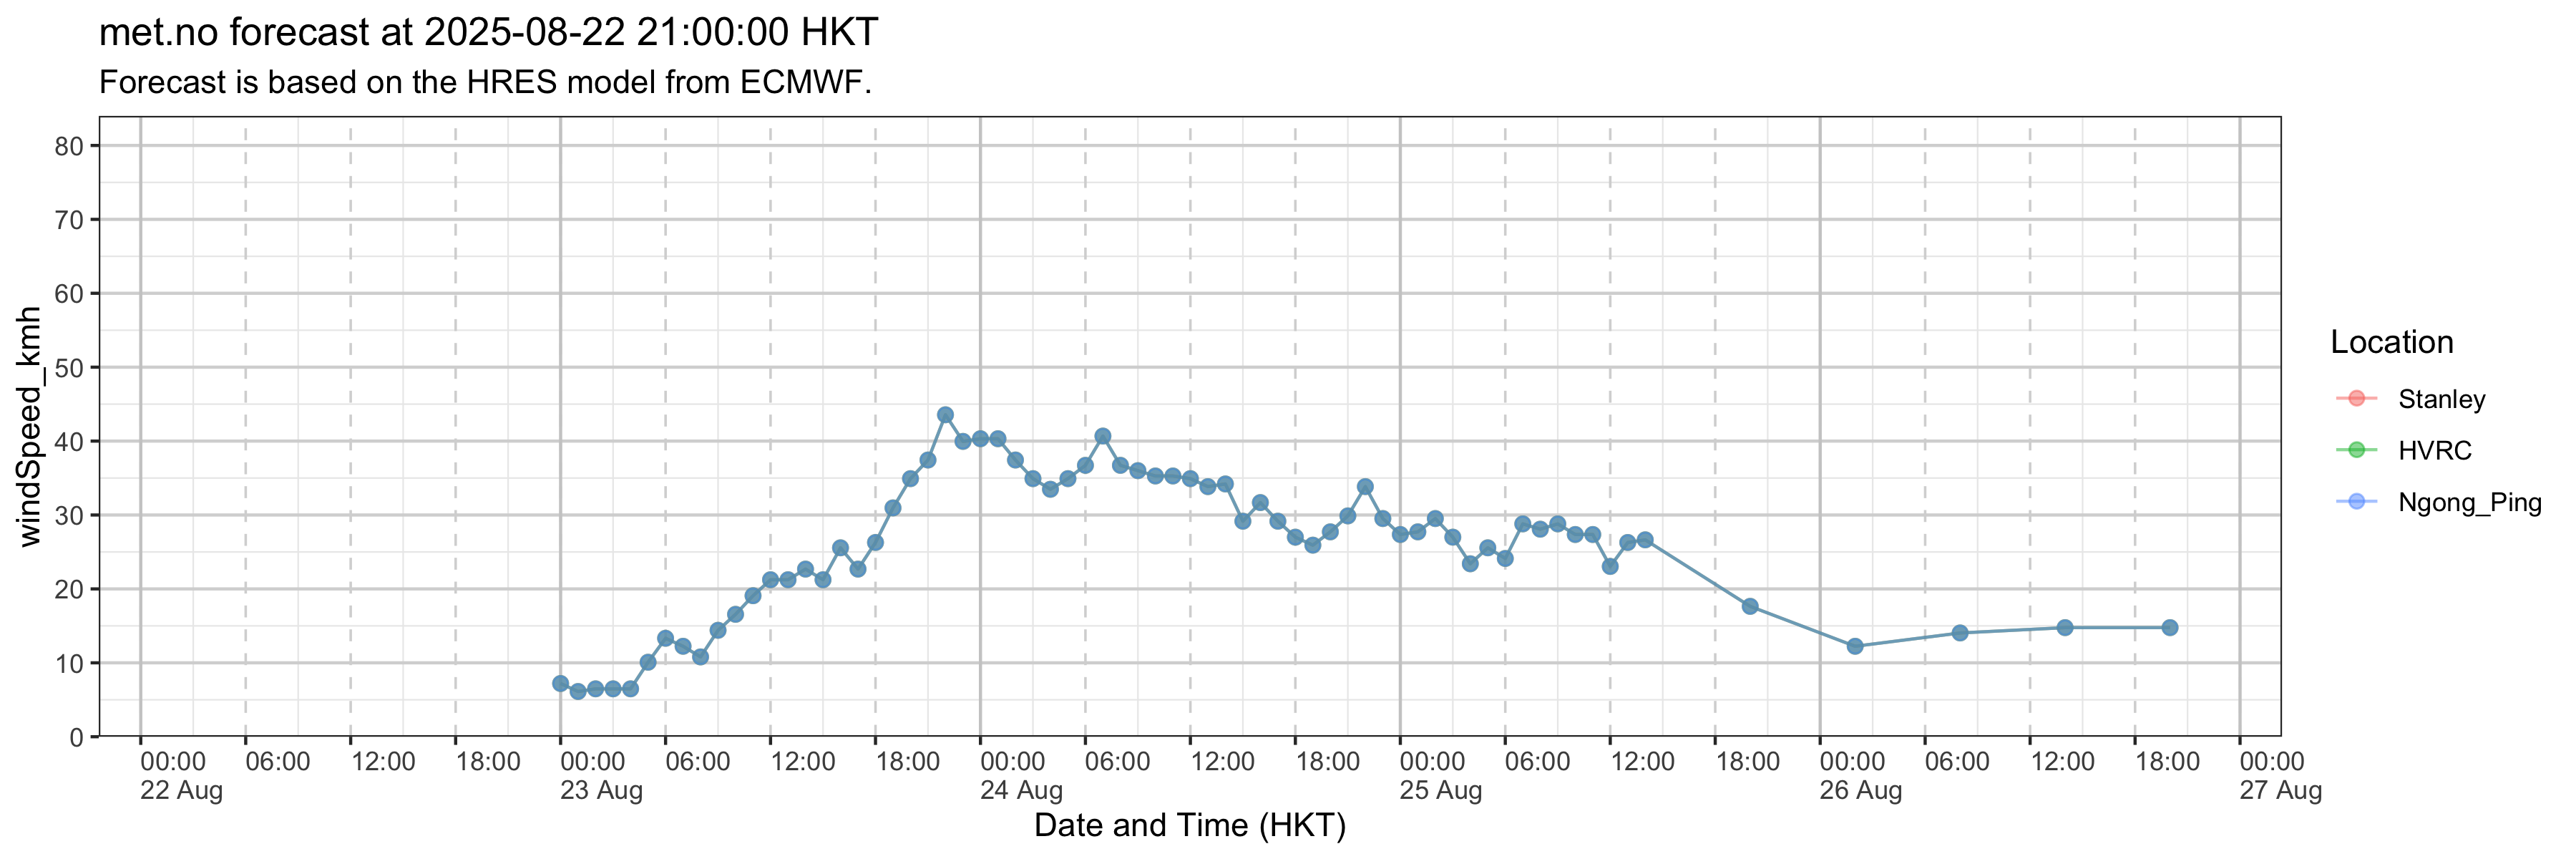 met.no forecast at 2025-08-22 21:00:00 HKT
Forecast is based on the HRES model from ECMWF.
windSpeed_kmh
80
70
60
50
40
30
20
10
0
00:00 06:00 12:00 18:00 00:00 06:00 12:00 18:00 00:00 06:00 12:00 18:00 00:00 06:00 12:00 18:00 00:00 06:00 12:00 18:00 00:00
22 Aug 23 Aug 24 Aug 25 Aug 26 Aug 27 Aug
Date and Time (HKT)
Location
Stanley
HVRC
Ngong_Ping